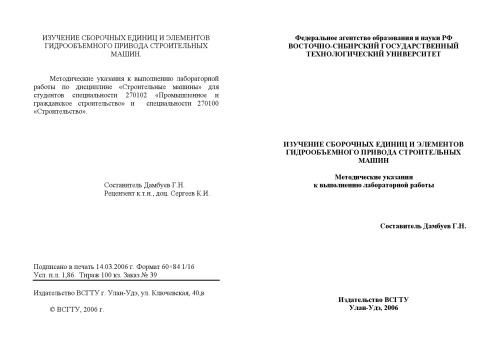 ИЗУЧЕНИЕ СБОРОЧНЫХ ЕДИНИЦ И ЭЛЕМЕНТОВ
ГИДРООБЪЕМНОГО ПРИВОДА СТРОИТЕЛЬНЫХ
МАШИН.
Методические указания к выполнению лабораторной
работы по дисциплине «Строительные машины» для
студентов специальности 270102 «Промышленное и
гражданское строительство» и специальности 270100
«Строительство».
Составитель Дамбуев Г.Н.
Рецензент к.т.н., доц. Сергеев К.И.
Подписано в печать 14.03.2006 г. Формат 60×84 1/16
Усл. п.л. 1,86. Тираж 100 кз. Заказ № 39
Издательство ВСГТУ г. Улан-Удэ, ул. Ключевская, 40,в
© ВСГТУ, 2006 г.
Федеральное агентство образования и науки РФ
ВОСТОЧНО-СИБИРСКИЙ ГОСУДАРСТВЕННЫЙ
ТЕХНОЛОГИЧЕСКИЙ УНИВЕРСИТЕТ
ИЗУЧЕНИЕ СБОРОЧНЫХ ЕДИНИЦ И ЭЛЕМЕНТОВ
ГИДРООБЪЕМНОГО ПРИВОДА СТРОИТЕЛЬНЫХ
МАШИН
Методические указания
к выполнению лабораторной работы
Составитель Дамбуев Г.Н.
Издательство ВСГТУ
Улан-Удэ, 2006